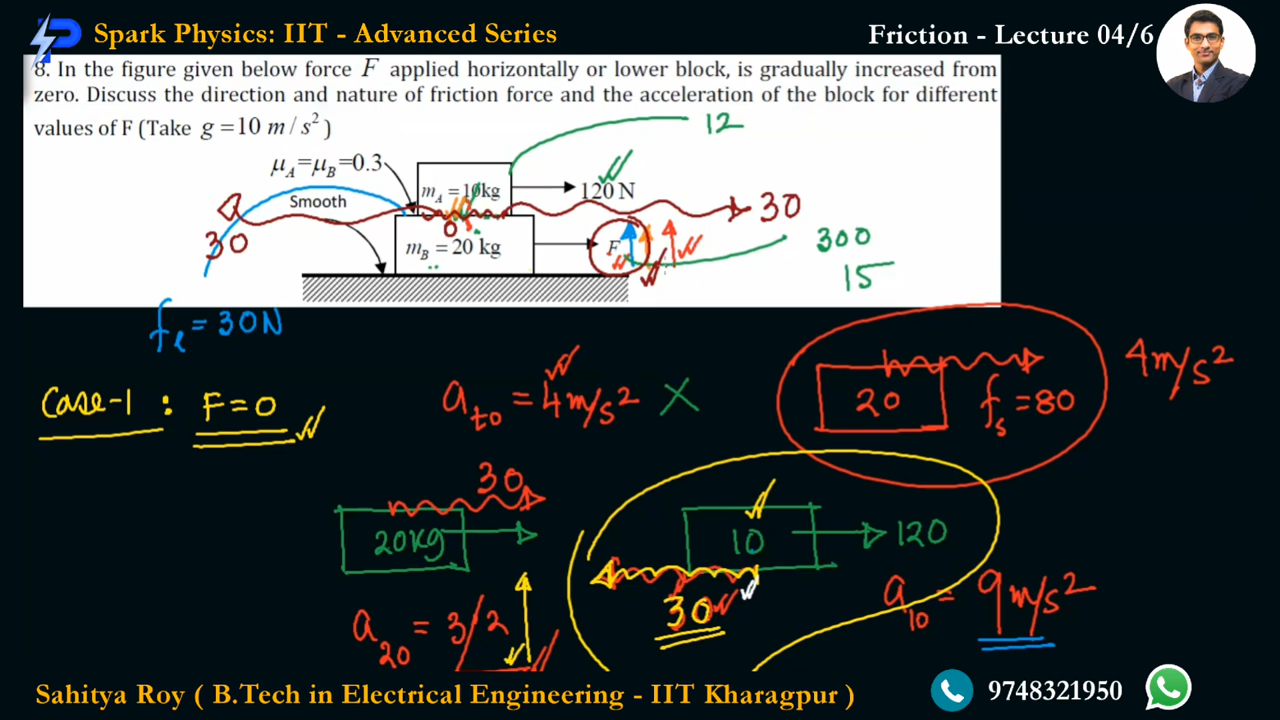 Spark Physics: IIT - Advanced Series
Friction - Lecture 04/6
8. In the figure given below force F applied horizontally or lower block, is gradually increased from
zero. Discuss the direction and nature of friction force and the acceleration of the block for different
values of F (Take g = 10 m/s²)
12
μA=μB=0.3
mA = 10kg
120 N
Smooth
30
30
0
mB = 20 kg
F
300
15
fl = 30N
Case-1 : F=0
a to = 4m/s²
20
fs = 80
4m/s²
30
20kg
10
120
30
a20 = 3/2
a10 = 9m/s²
Sahitya Roy ( B.Tech in Electrical Engineering - IIT Kharagpur )
9748321950